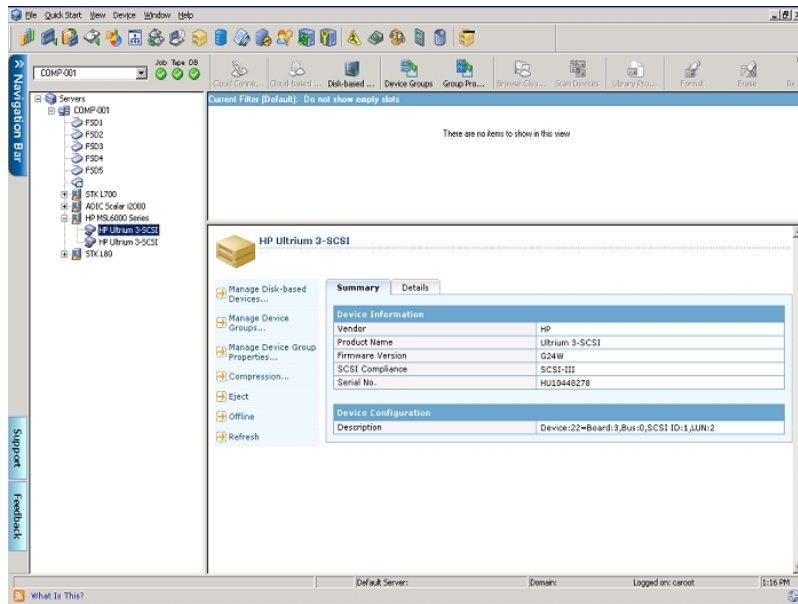 File Quick Start View Device Window Help
COMP-001
Job Tape DB
Cloud Conne... Cloud-based ... Disk-based ... Device Groups Group Pro... Browse Clou... Scan Devices Library Pro... Format Erase Re
Navigation Bar
Servers
COMP-001
FSD1
FSD2
FSD3
FSD4
FSD5
STK L700
ADIC Scalar i2000
HP MSL6000 Series
HP Ultrium 3-SCSI
HP Ultrium 3-SCSI
STK L80
Current Filter (Default): Do not show empty slots
There are no items to show in this view
HP Ultrium 3-SCSI
Manage Disk-based
Devices...
Manage Device
Groups...
Manage Device Group
Properties...
Compression...
Eject
Offline
Refresh
Summary Details
Device Information
Vendor HP
Product Name Ultrium 3-SCSI
Firmware Version G24W
SCSI Compliance SCSI-III
Serial No. HU10448278
Device Configuration
Description Device:22=Board:3,Bus:0,SCSI ID:1,LUN:2
Support
Feedback
Default Server: Domain: Logged on: caroot 1:16 PM
What Is This?